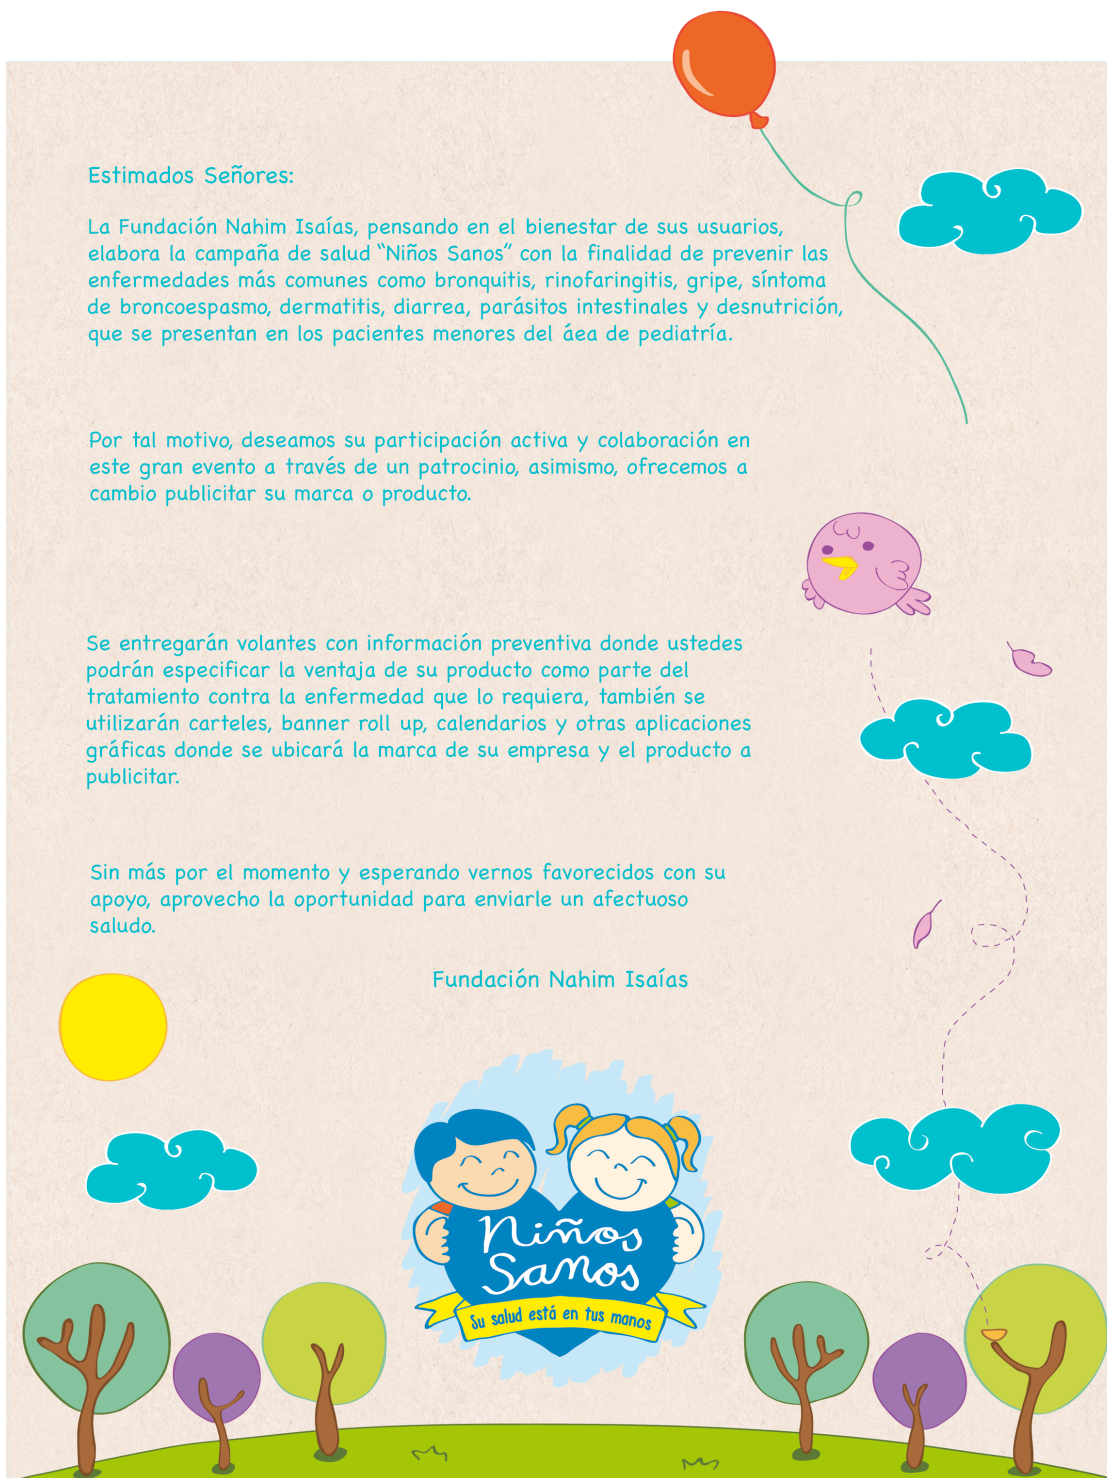 Estimados Señores:
La Fundación Nahim Isaías, pensando en el bienestar de sus usuarios,
elabora la campaña de salud “Niños Sanos” con la finalidad de prevenir las
enfermedades más comunes como bronquitis, rinofaringitis, gripe, síntoma
de broncoespasmo, dermatitis, diarrea, parásitos intestinales y desnutrición,
que se presentan en los pacientes menores del áea de pediatría.
Por tal motivo, deseamos su participación activa y colaboración en
este gran evento a través de un patrocinio, asimismo, ofrecemos a
cambio publicitar su marca o producto.
Se entregarán volantes con información preventiva donde ustedes
podrán especificar la ventaja de su producto como parte del
tratamiento contra la enfermedad que lo requiera, también se
utilizarán carteles, banner roll up, calendarios y otras aplicaciones
gráficas donde se ubicará la marca de su empresa y el producto a
publicitar.
Sin más por el momento y esperando vernos favorecidos con su
apoyo, aprovecho la oportunidad para enviarle un afectuoso
saludo.
Fundación Nahim Isaías
Niños
Sanos
Su salud está en tus manos